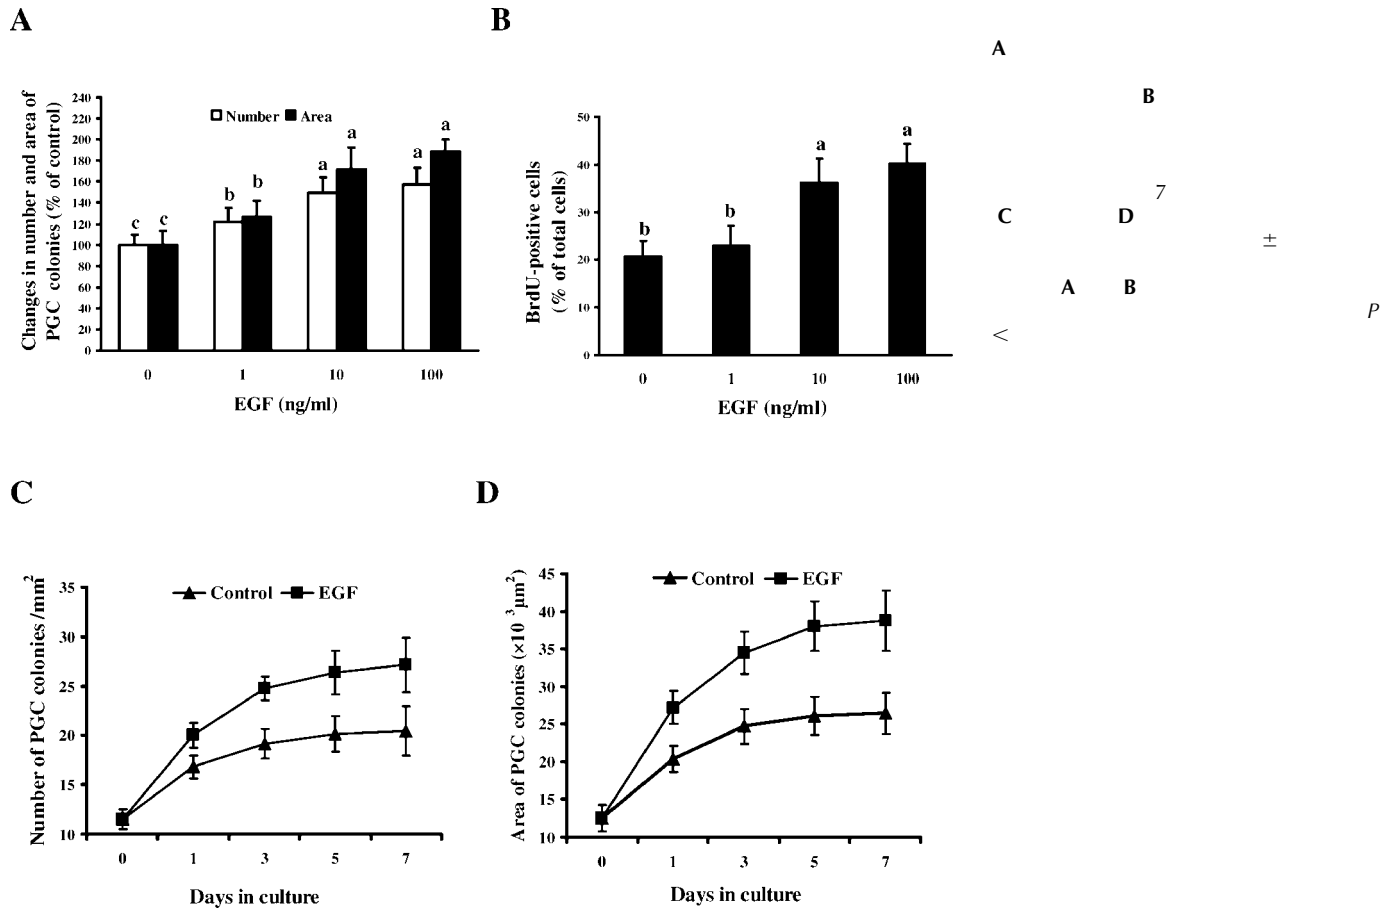 A
Changes in number and area of
PGC colonies (% of control)
240
220
200
180
160
140
120
100
80
60
40
20
0
Number Area
c c b b a a a a
0 1 10 100
EGF (ng/ml)
B
BrdU-positive cells
(% of total cells)
50
40
30
20
10
0
b b a a
0 1 10 100
EGF (ng/ml)
A
B
7
C D
±
A B
P
<
C
Number of PGC colonies /mm²
35
30
25
20
15
10
Control EGF
0 1 3 5 7
Days in culture
D
Area of PGC colonies (×10 ³μm²)
45
40
35
30
25
20
15
10
Control EGF
0 1 3 5 7
Days in culture